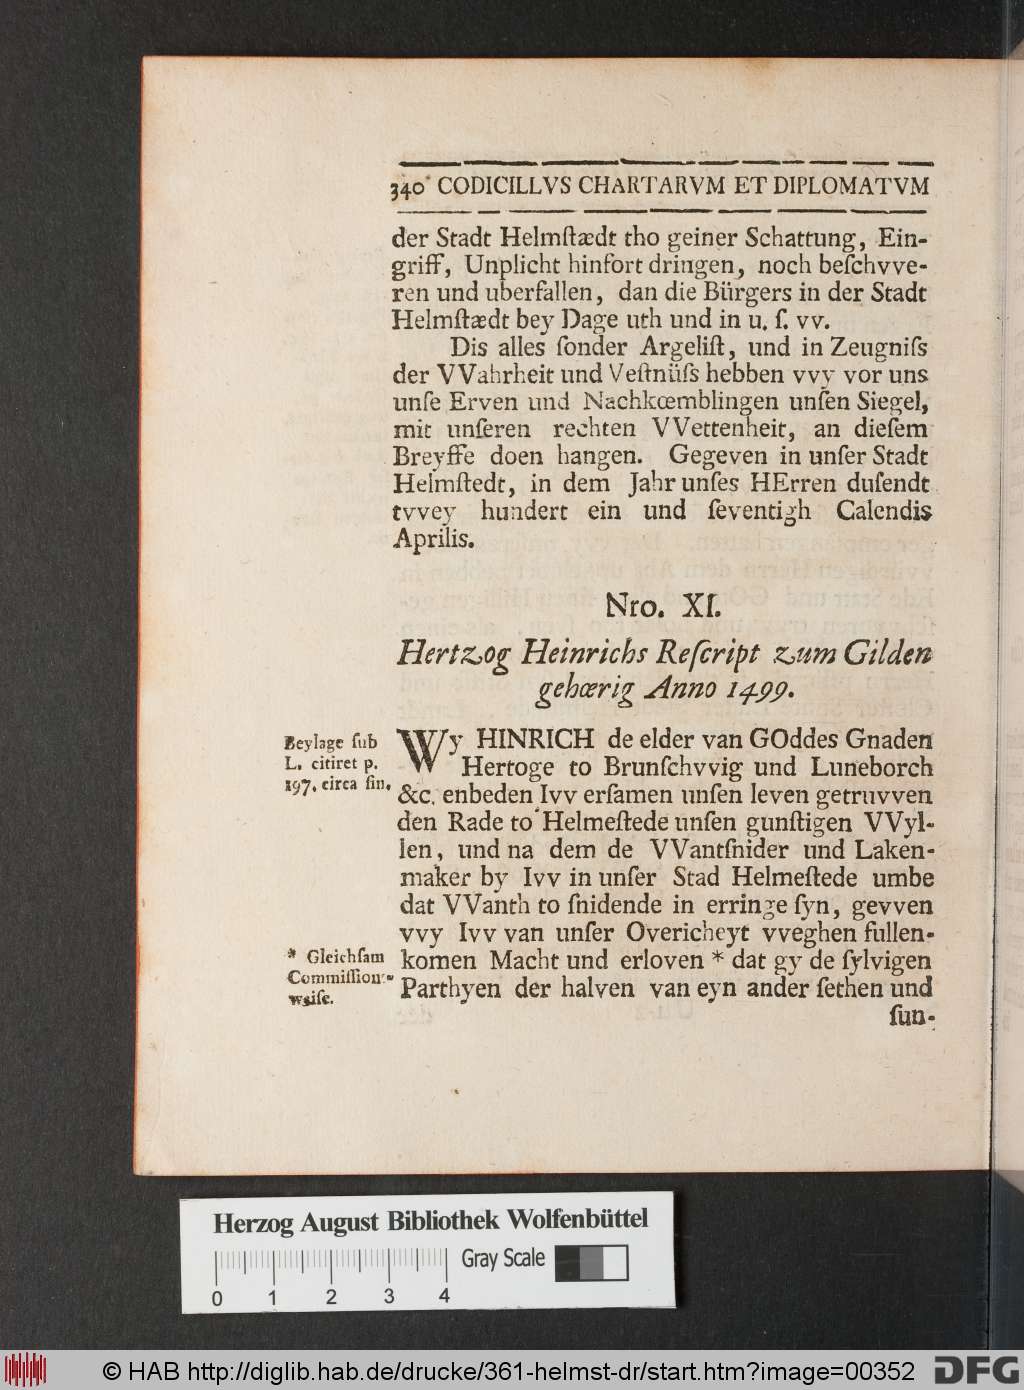 340 CODICILLVS CHARTARVM ET DIPLOMATVM
der Stadt Helmſtædt tho geiner Schattung, Ein-
griff, Unplicht hinfort dringen, noch beſchvve-
ren und uberfallen, dan die Bürgers in der Stadt
Helmſtædt bey Dage uth und in u. ſ. vv.
Dis alles ſonder Argeliſt, und in Zeugniſs
der VVahrheit und Veſtnüſs hebben vvy vor uns
unſe Erven und Nachkœmblingen unſen Siegel,
mit unſeren rechten VVettenheit, an dieſem
Breyffe doen hangen. Gegeven in unſer Stadt
Helmſtedt, in dem Jahr unſes HErren duſendt
tvvey hundert ein und ſeventigh Calendis
Aprilis.
Nro. XI.
Hertzog Heinrichs Reſcript zum Gilden
gehœrig Anno 1499.
Beylage ſub
L. citiret p.
197. circa fin.
Wy HINRICH de elder van GOddes Gnaden
Hertoge to Brunſchvvig und Luneborch
&c. enbeden Ivv erſamen unſen leven getruvven
den Rade to Helmeſtede unſen gunſtigen VVyl-
len, und na dem de VVantſnider und Laken-
maker by Ivv in unſer Stad Helmeſtede umbe
dat VVanth to ſnidende in erringe ſyn, gevven
vvy Ivv van unſer Overicheyt vveghen fullen-
komen Macht und erloven * dat gy de ſylvigen
Parthyen der halven van eyn ander ſethen und
ſun-
* Gleichſam
Commiſſions-
weiſe.
Herzog August Bibliothek Wolfenbüttel
Gray Scale
0 1 2 3 4
© HAB http://diglib.hab.de/drucke/361-helmst-dr/start.htm?image=00352
DFG